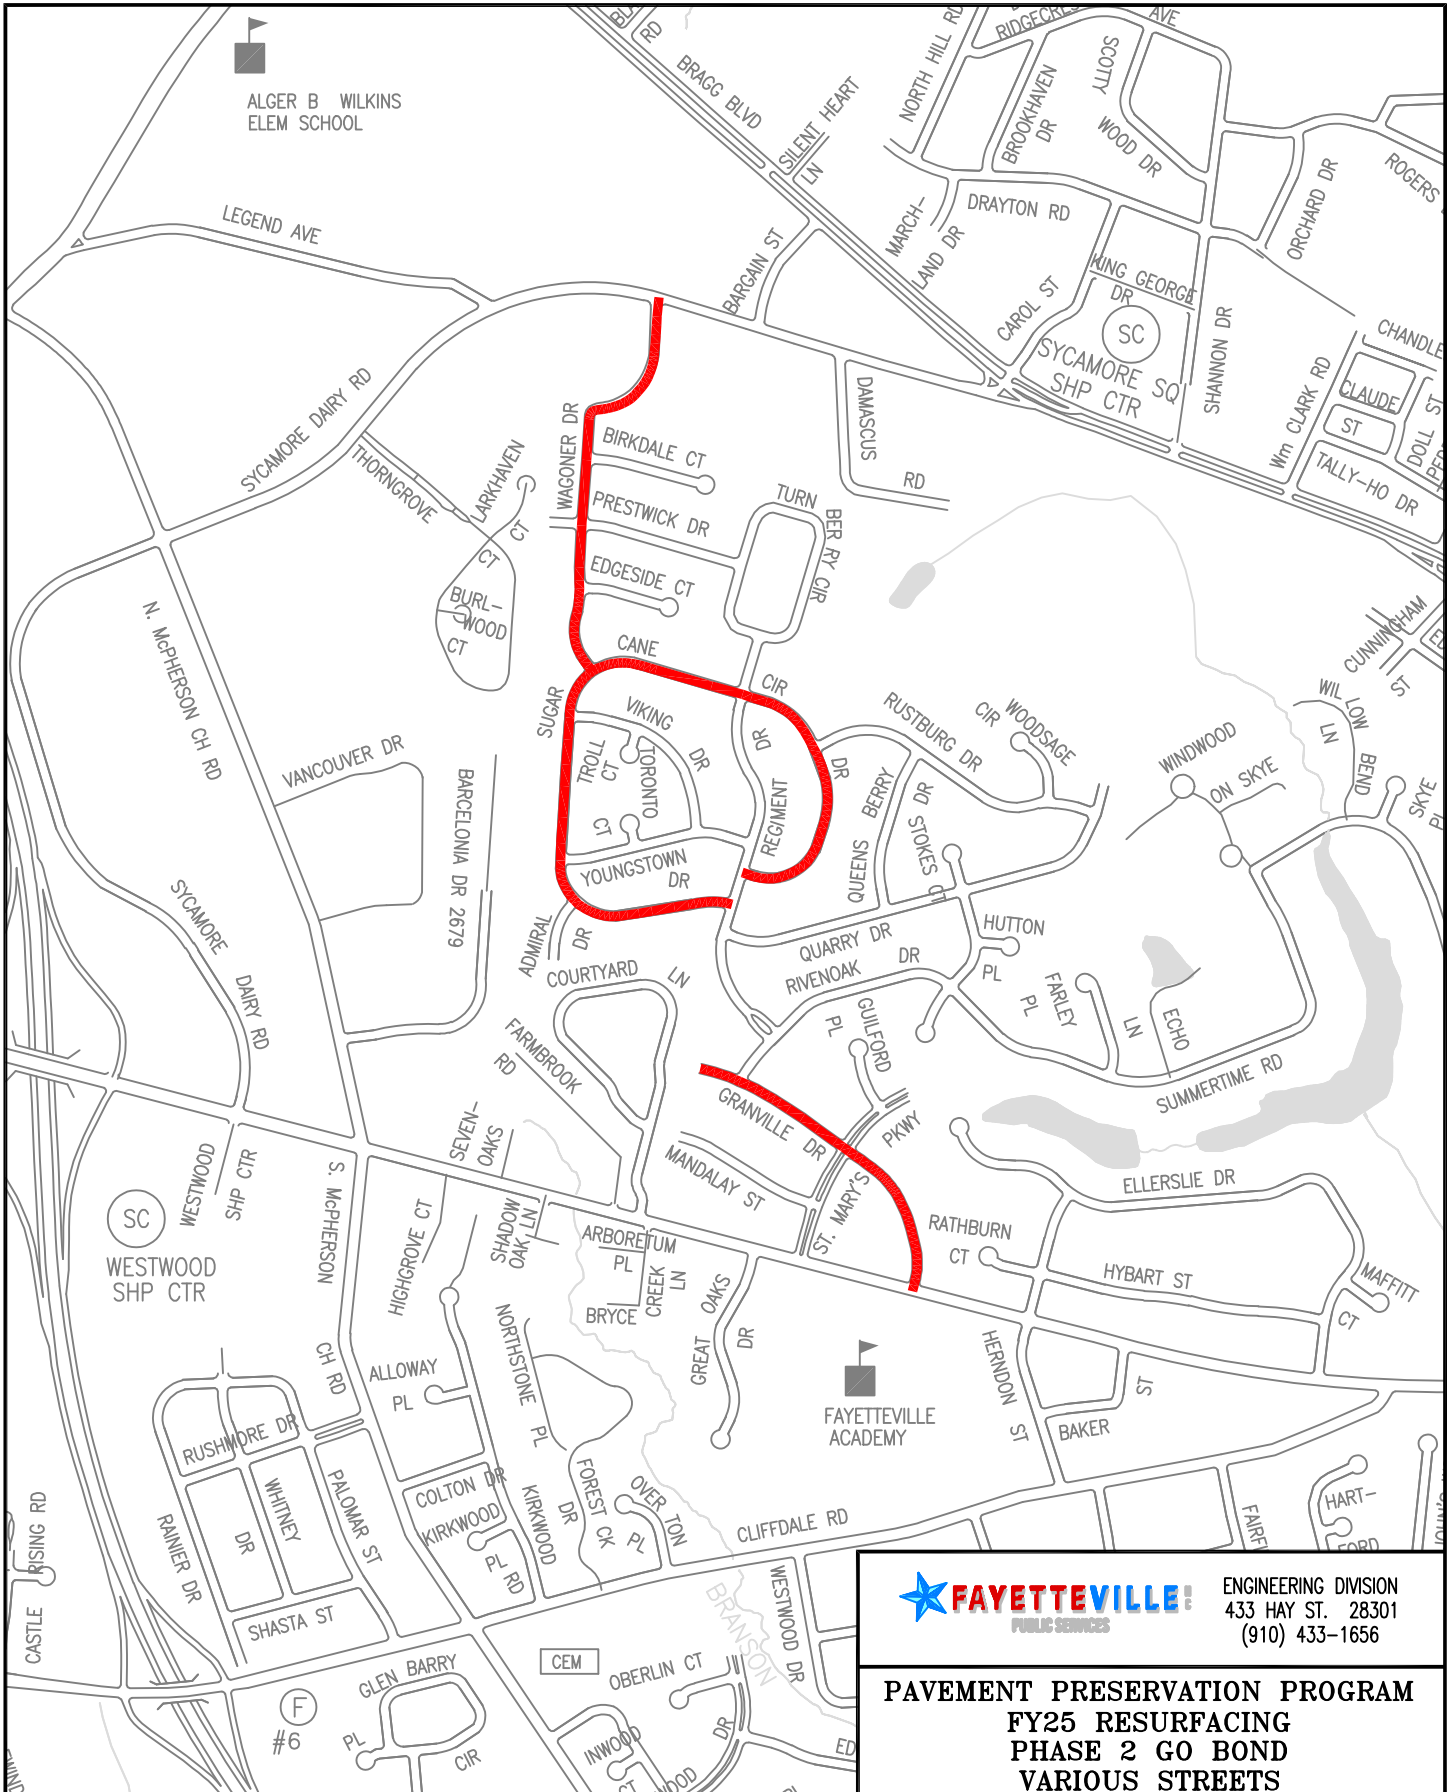 ALGER B WILKINS
ELEM SCHOOL
RD
BRAGG BLVD
SILENT HEART
LN
NORTH HILL RD
AVE
BROOKHAVEN
DR
SCOTTY
WOOD DR
ROGERS
ORCHARD DR
DRAYTON RD
MARCH-
LAND DR
LEGEND AVE
BARGAIN ST
KING GEORGE
DR
CAROL ST
SC
SYCAMORE SQ
SHP CTR
SHANNON DR
Wm CLARK RD
CLAUDE
ST
DOLL ST
TALLY-HO DR
SYCAMORE DAIRY RD
THORNGROVE
LARKHAVEN
CT
CT
WAGONER DR
BIRKDALE CT
PRESTWICK DR
EDGESIDE CT
TURN
BER RY CIR
DAMASCUS
RD
BURL-
WOOD
CT
N. McPHERSON CH RD
CUNNINGHAM
ST
CANE
CIR
SUGAR
VIKING
DR
TROLL
CT
TORONTO
CT
DR
REGIMENT
YOUNGSTOWN
DR
RUSTBURG DR
DR
CIR
WOODSAGE
WINDWOOD
ON SKYE
WIL LOW
LN
BEND
SKYE
PL
QUEENS BERRY
DR
STOKES CT
VANCOUVER DR
BARCELONIA DR 2679
ADMIRAL
DR
COURTYARD
LN
QUARRY DR
RIVENOAK
DR
HUTTON
PL
SYCAMORE
DAIRY RD
FARMBROOK
RD
GUILFORD
PL
FARLEY
PL
LN
ECHO
SUMMERTIME RD
GRANVILLE DR
MANDALAY ST
ST. MARY'S
PKWY
SEVEN-
OAKS
WESTWOOD
SHP CTR
SC
WESTWOOD
SHP CTR
S. McPHERSON
CH RD
HIGHGROVE CT
SHADOW
OAK LN
ARBORETUM
PL
CREEK
LN
BRYCE
GREAT OAKS
DR
RATHBURN
CT
ELLERSLIE DR
HYBART ST
MAFFITT
CT
NORTHSTONE PL
ALLOWAY
PL
FAYETTEVILLE
ACADEMY
HERNDON
ST
BAKER
ST
RUSHMORE DR
WHITNEY
DR
PALOMAR ST
RAINIER DR
SHASTA ST
COLTON DR
KIRKWOOD
PL
KIRKWOOD
RD
FOREST CK
DR
OVER TON
PL
CLIFFDALE RD
WESTWOOD DR
HART-
FORD
CASTLE RISING RD
BRANSON
CEM
OBERLIN CT
DR
INWOOD
CT
GLEN BARRY
PL
CIR
F
#6
FAYETTEVILLE
PUBLIC SERVICES
ENGINEERING DIVISION
433 HAY ST. 28301
(910) 433-1656
PAVEMENT PRESERVATION PROGRAM
FY25 RESURFACING
PHASE 2 GO BOND
VARIOUS STREETS